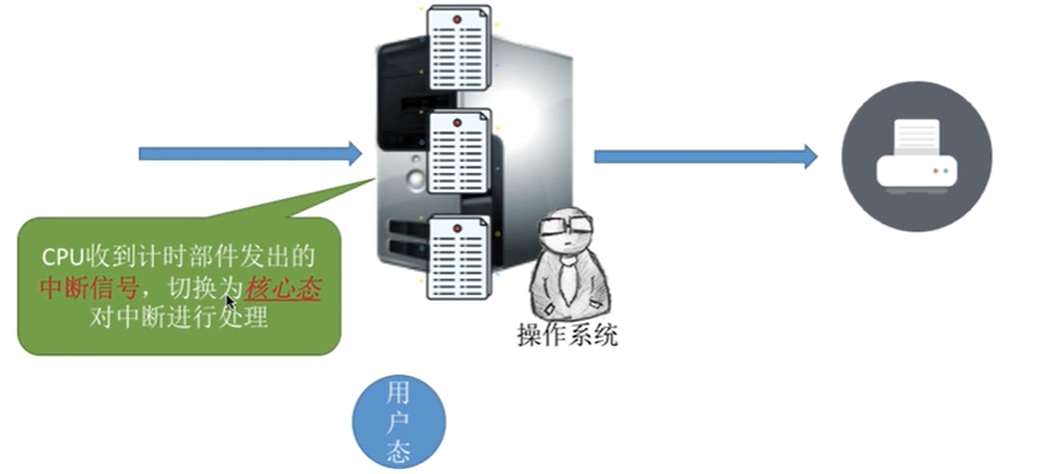 CPU收到计时部件发出的
中断信号，切换为核心态
对中断进行处理
操作系统
用
户
态